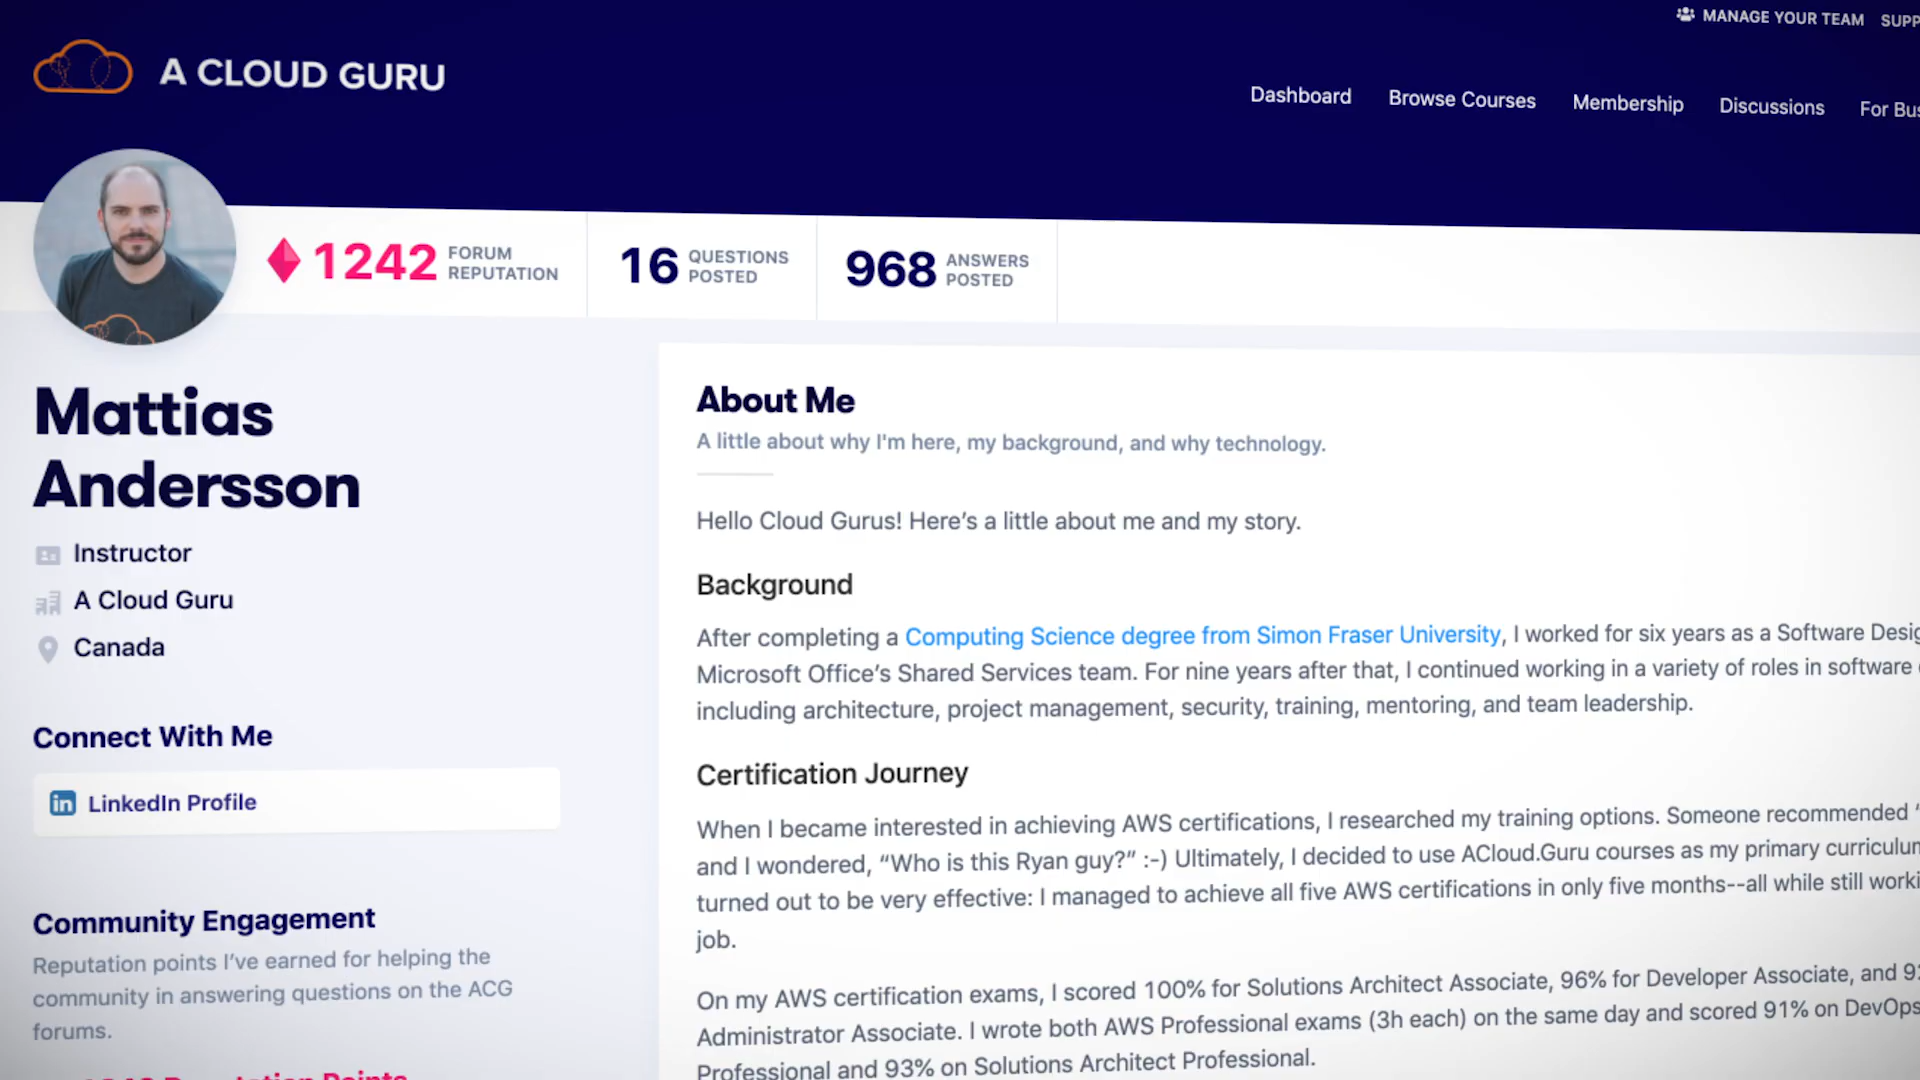 MANAGE YOUR TEAM
A CLOUD GURU
Dashboard Browse Courses Membership Discussions For
1242 FORUM REPUTATION
16 QUESTIONS POSTED
968 ANSWERS POSTED
Mattias
Andersson
Instructor
A Cloud Guru
Canada
Connect With Me
in LinkedIn Profile
Community Engagement
Reputation points I've earned for helping the
community in answering questions on the ACG
forums.
About Me
A little about why I'm here, my background, and why technology.
Hello Cloud Gurus! Here's a little about me and my story.
Background
After completing a Computing Science degree from Simon Fraser University, I worked for six years as a Software
Microsoft Office's Shared Services team. For nine years after that, I continued working in a variety of roles in software
including architecture, project management, security, training, mentoring, and team leadership.
Certification Journey
When I became interested in achieving AWS certifications, I researched my training options. Someone recommended
and I wondered, “Who is this Ryan guy?” :-) Ultimately, I decided to use ACloud.Guru courses as my primary
turned out to be very effective: I managed to achieve all five AWS certifications in only five months--all while still
job.
On my AWS certification exams, I scored 100% for Solutions Architect Associate, 96% for Developer Associate, and
Administrator Associate. I wrote both AWS Professional exams (3h each) on the same day and scored 91% on
Professional and 93% on Solutions Architect Professional.